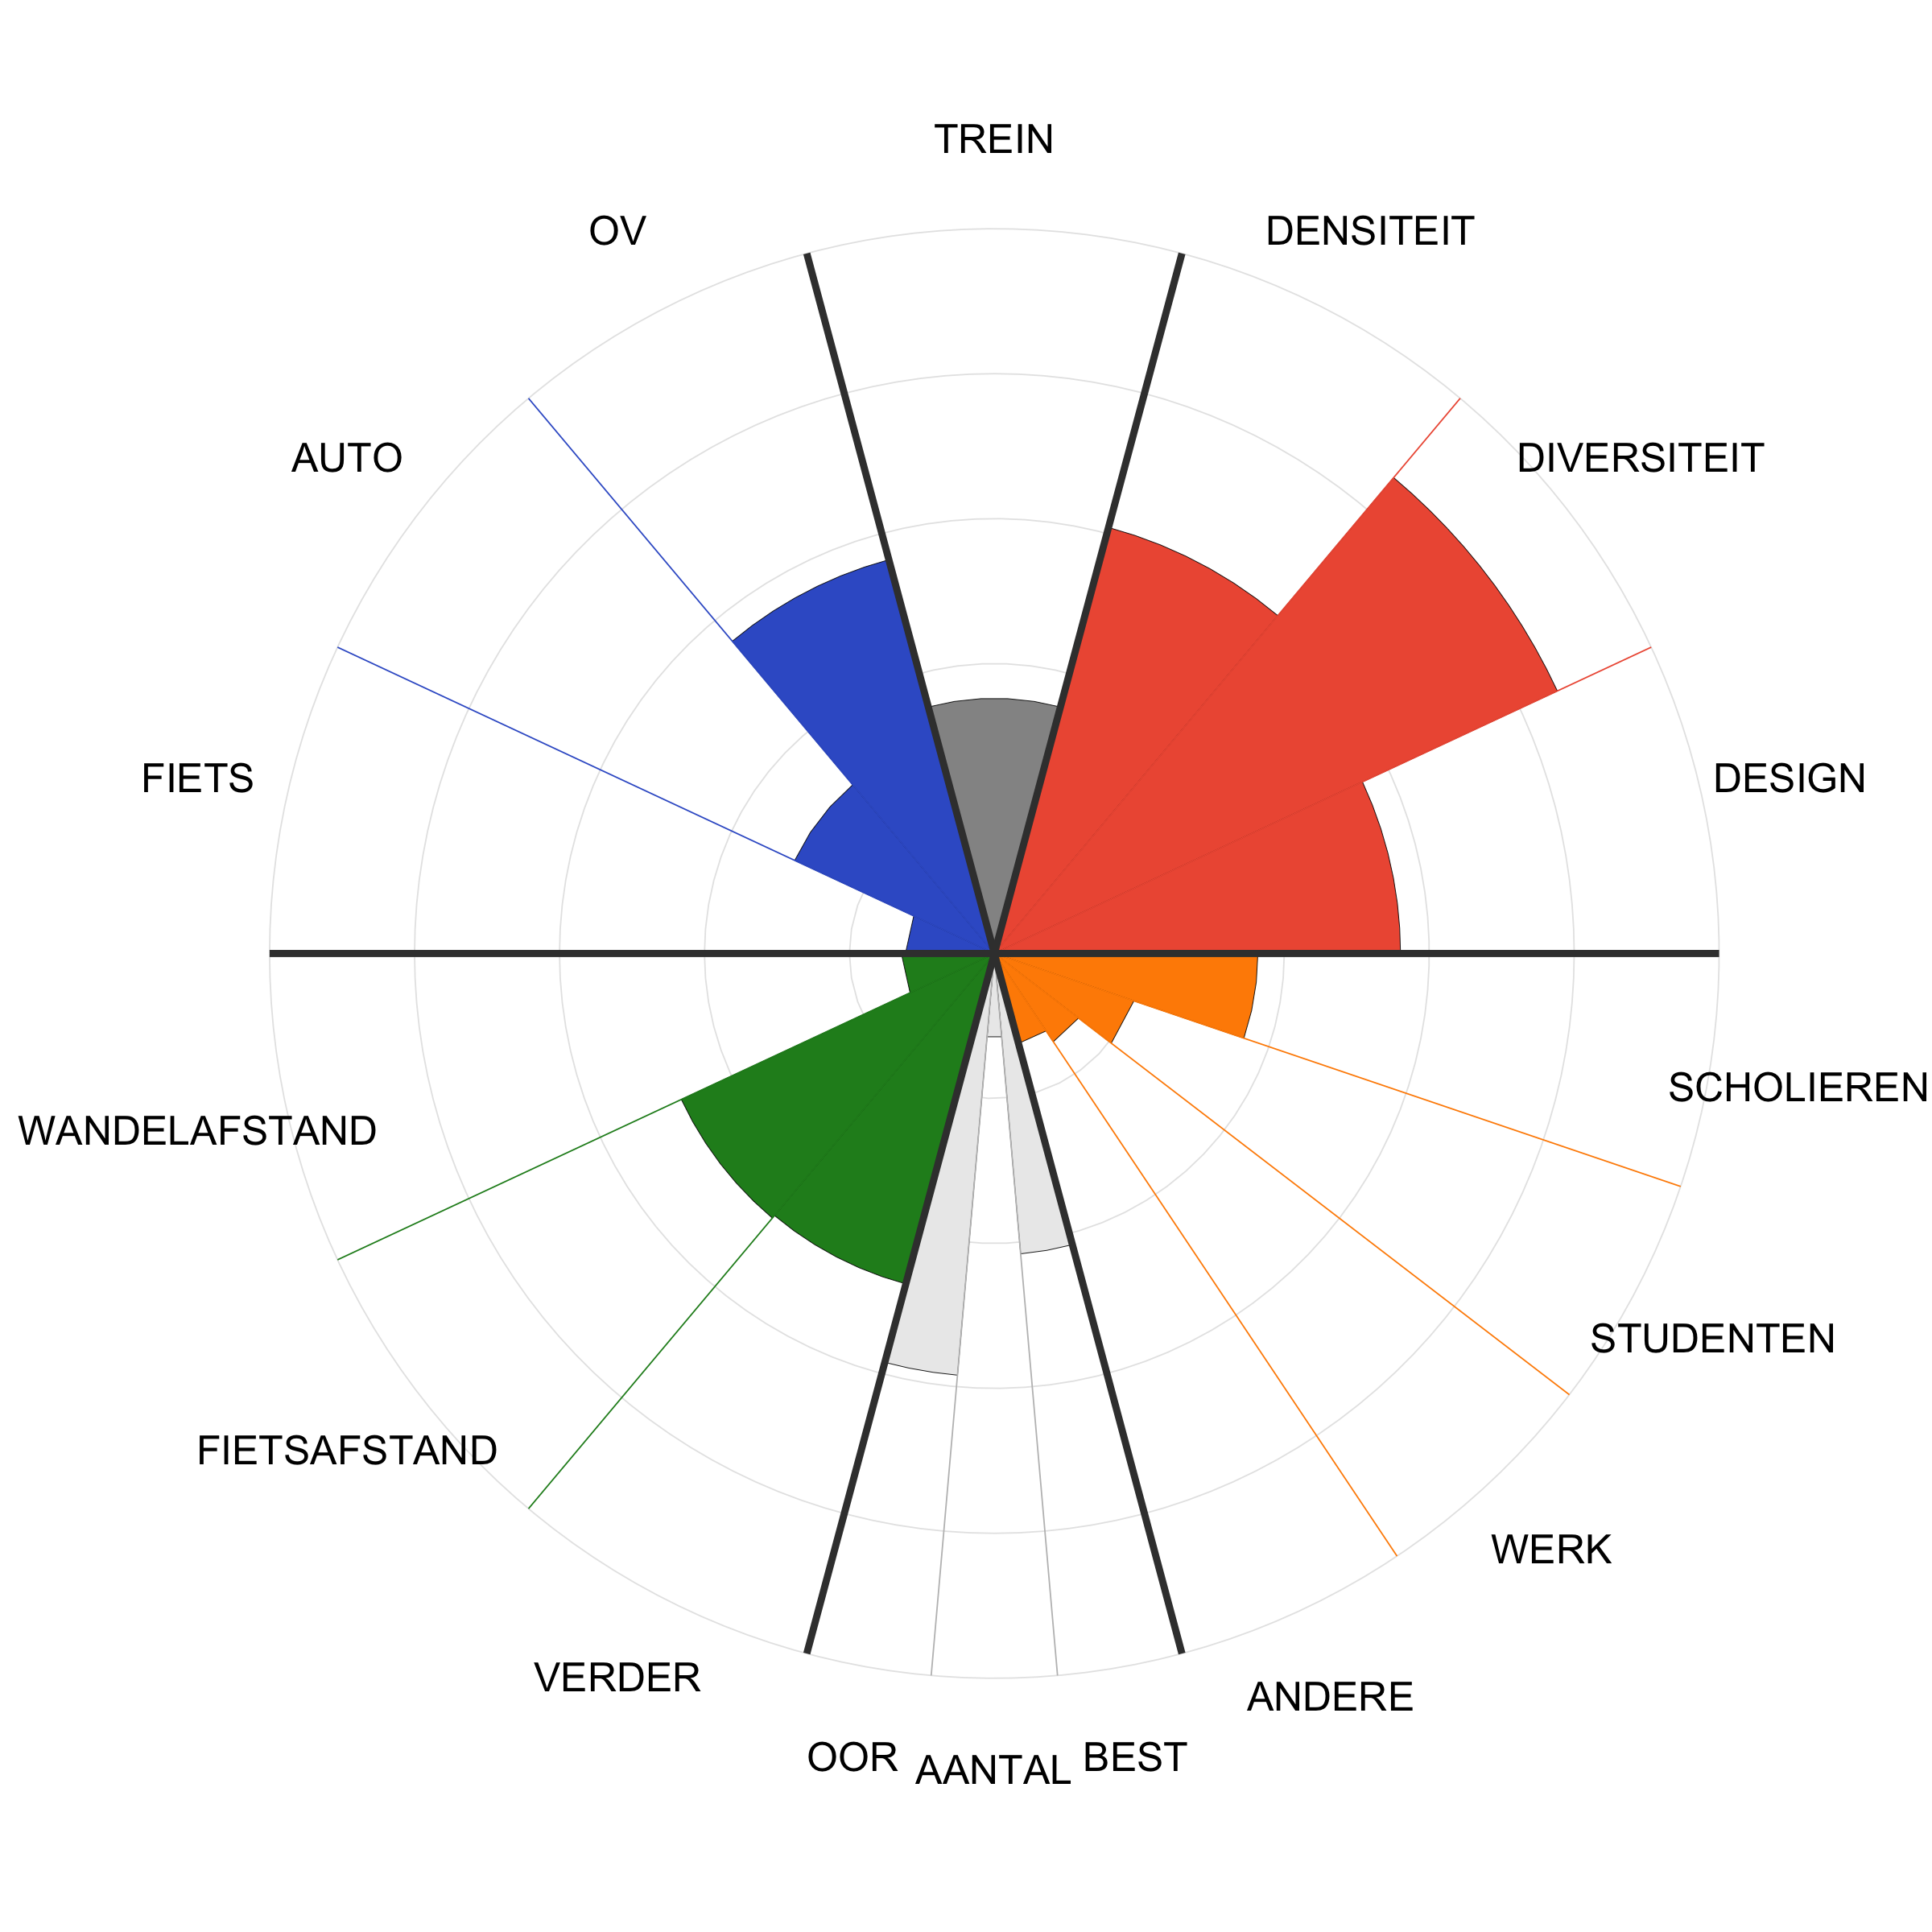 TREIN
OV
DENSITEIT
AUTO
DIVERSITEIT
FIETS
DESIGN
SCHOLIEREN
WANDELAFSTAND
STUDENTEN
FIETSAFSTAND
WERK
VERDER
ANDERE
OOR
AANTAL
BEST